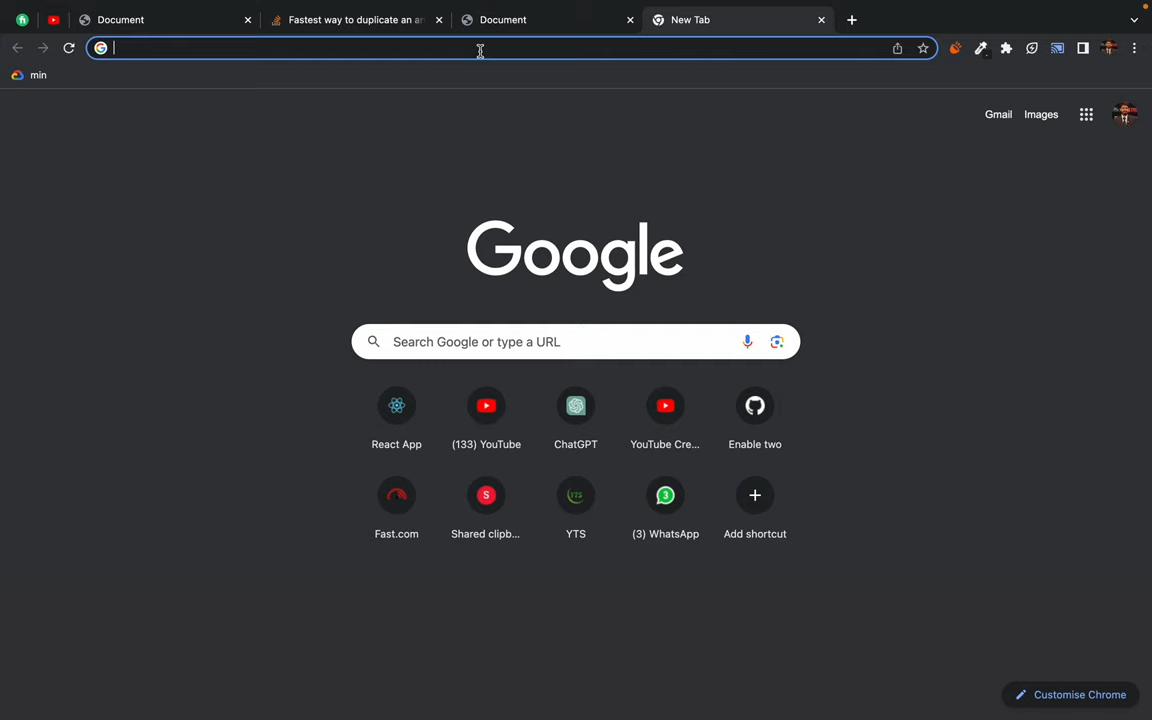 Document
Fastest way to duplicate an ar
Document
New Tab
min
Gmail
Images
Google
Search Google or type a URL
React App
(133) YouTube
ChatGPT
YouTube Cre...
Enable two
Fast.com
Shared clipb...
YTS
(3) WhatsApp
Add shortcut
Customise Chrome